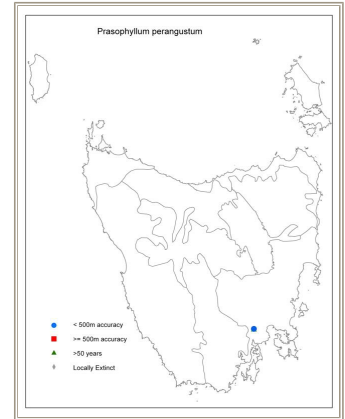 Prasophyllum perangustum
< 500m accuracy
>= 500m accuracy
>50 years
Locally Extinct